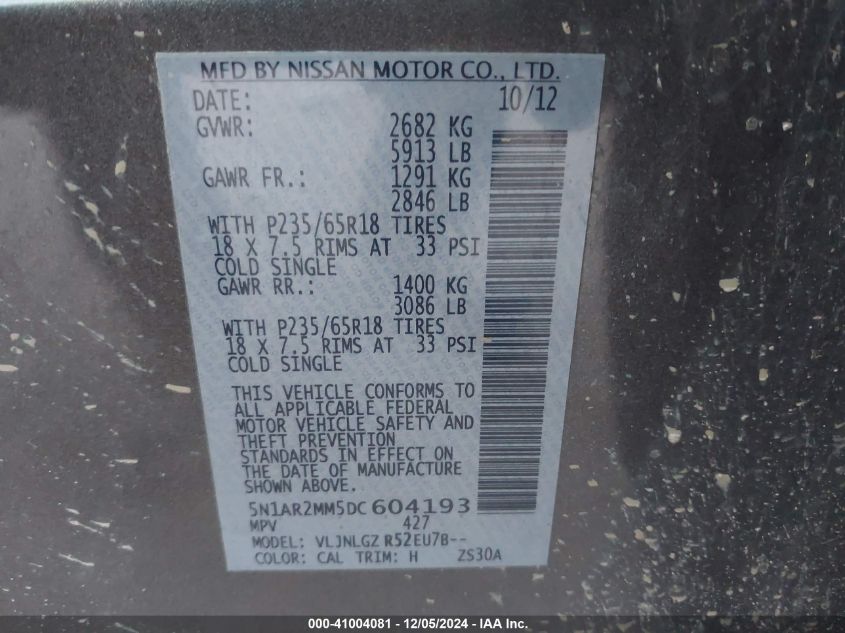 MFD BY NISSAN MOTOR CO., LTD.
DATE: 10/12
GVWR: 2682 KG
5913 LB
GAWR FR.: 1291 KG
2846 LB
WITH P235/65R18 TIRES
18 X 7.5 RIMS AT 33 PSI
COLD SINGLE
GAWR RR.: 1400 KG
3086 LB
WITH P235/65R18 TIRES
18 X 7.5 RIMS AT 33 PSI
COLD SINGLE
THIS VEHICLE CONFORMS TO
ALL APPLICABLE FEDERAL
MOTOR VEHICLE SAFETY AND
THEFT PREVENTION
STANDARDS IN EFFECT ON
THE DATE OF MANUFACTURE
SHOWN ABOVE.
5N1AR2MM5DC604193
MPV 427
MODEL: VLJNLGZ R52EU7B--
COLOR: CAL TRIM: H ZS30A
000-41004081 - 12/05/2024 - IAA Inc.